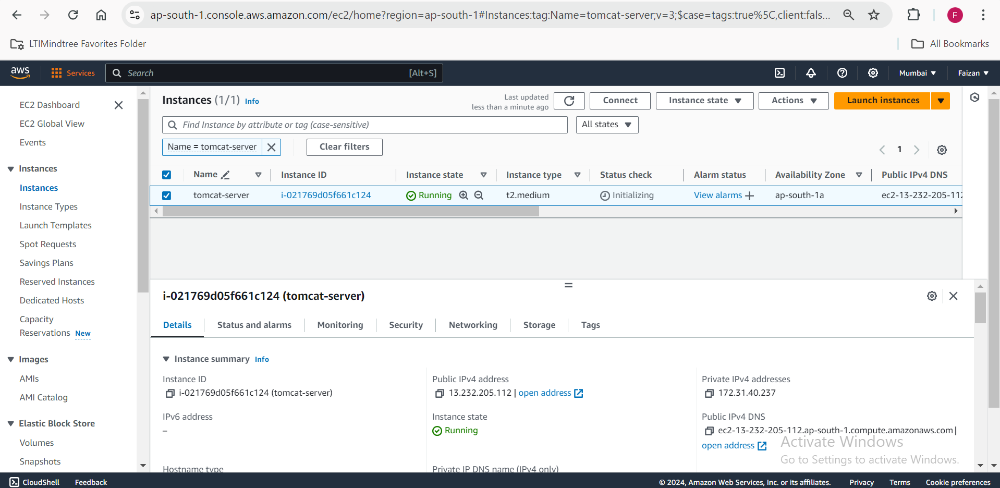 ap-south-1.console.aws.amazon.com/ec2/home?region=ap-south-1#Instances:tag:Name=tomcat-server;v=3;$case=tags:true%5C,client:fals...
F
LTIMindtree Favorites Folder
All Bookmarks
aws
Services
Search
[Alt+S]
Mumbai
Faizan
EC2 Dashboard
EC2 Global View
Events
Instances
Instances
Instance Types
Launch Templates
Spot Requests
Savings Plans
Reserved Instances
Dedicated Hosts
Capacity
Reservations New
Images
AMIs
AMI Catalog
Elastic Block Store
Volumes
Snapshots
Instances (1/1) Info
Last updated
less than a minute ago
Connect
Instance state
Actions
Launch instances
Find Instance by attribute or tag (case-sensitive)
All states
Name = tomcat-server
Clear filters
1
Name Instance ID Instance state Instance type Status check Alarm status Availability Zone Public IPv4 DNS
tomcat-server i-021769d05f661c124 Running t2.medium Initializing View alarms ap-south-1a ec2-13-232-205-112
i-021769d05f661c124 (tomcat-server)
Details Status and alarms Monitoring Security Networking Storage Tags
Instance summary Info
Instance ID
i-021769d05f661c124 (tomcat-server)
Public IPv4 address
13.232.205.112 | open address
Private IPv4 addresses
172.31.40.237
IPv6 address
–
Instance state
Running
Public IPv4 DNS
ec2-13-232-205-112.ap-south-1.compute.amazonaws.com |
open address
Hostname type
Private IP DNS name (IPv4 only)
Activate Windows
Go to Settings to activate Windows.
CloudShell Feedback
© 2024, Amazon Web Services, Inc. or its affiliates. Privacy Terms Cookie preferences